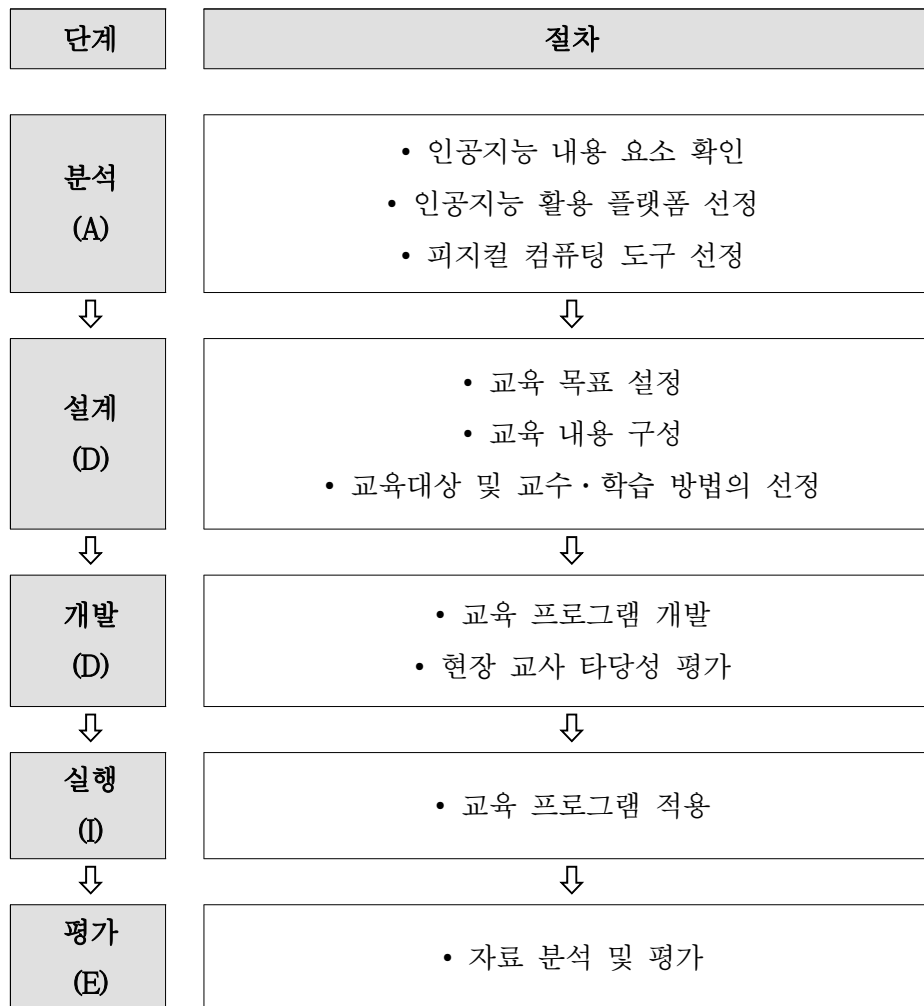 단계
절차
분석
(A)
• 인공지능 내용 요소 확인
• 인공지능 활용 플랫폼 선정
• 피지컬 컴퓨팅 도구 선정
설계
(D)
• 교육 목표 설정
• 교육 내용 구성
• 교육대상 및 교수・학습 방법의 선정
개발
(D)
• 교육 프로그램 개발
• 현장 교사 타당성 평가
실행
(I)
• 교육 프로그램 적용
평가
(E)
• 자료 분석 및 평가